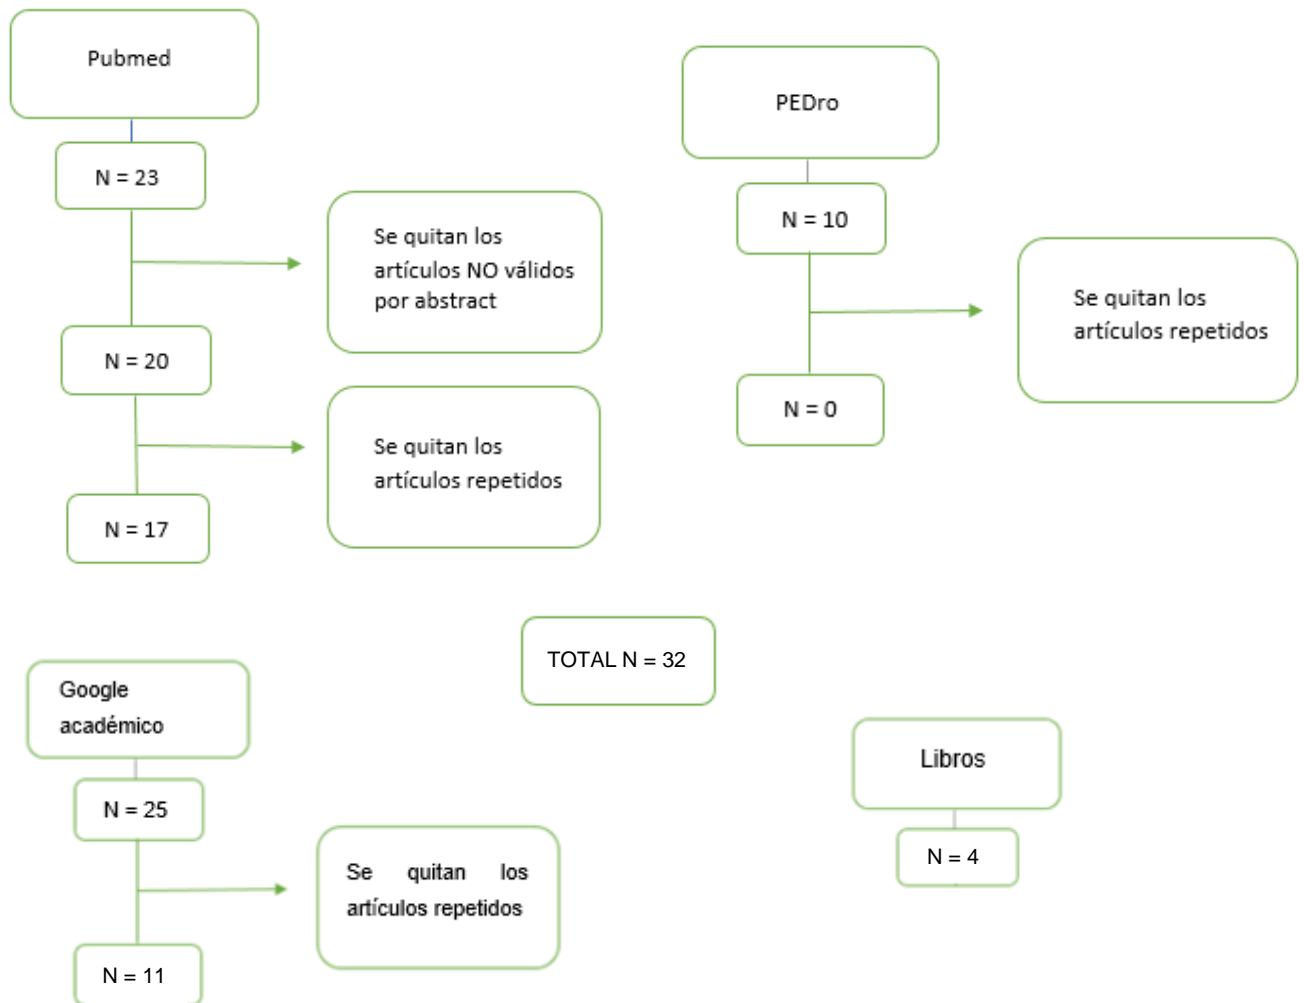 Pubmed
N = 23
Se quitan los
artículos NO válidos
por abstract
N = 20
Se quitan los
artículos repetidos
N = 17
PEDro
N = 10
Se quitan los
artículos repetidos
N = 0
TOTAL N = 32
Google
académico
N = 25
Se quitan los
artículos repetidos
N = 11
Libros
N = 4